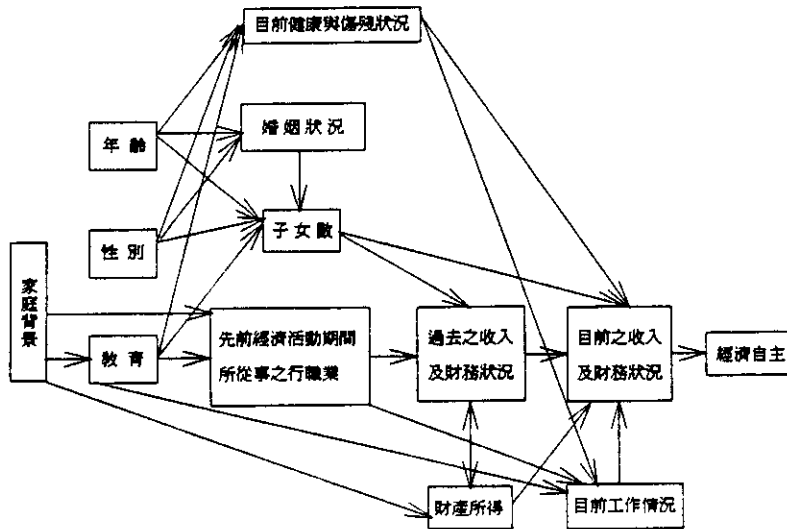 目前健康與傷殘狀況
婚姻狀況
年齡
子女數
性別
家庭背景
教育
先前經濟活動期間
所從事之行職業
過去之收入
及財務狀況
目前之收入
及財務狀況
經濟自主
財產所得
目前工作情況